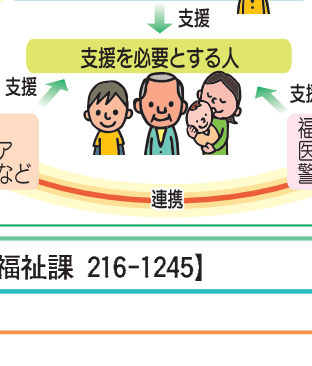 支援
支援を必要とする人
支援
支援
ア
など
福
医
警
連携
福祉課 216-1245】